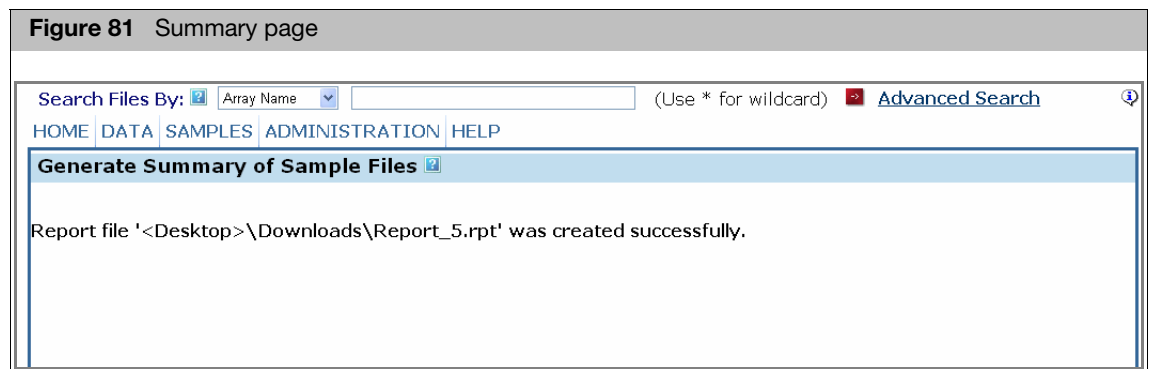 Figure 81 Summary page
Search Files By: ? Array Name (Use * for wildcard) Advanced Search
HOME DATA SAMPLES ADMINISTRATION HELP
Generate Summary of Sample Files ?
Report file '<Desktop>\Downloads\Report_5.rpt' was created successfully.